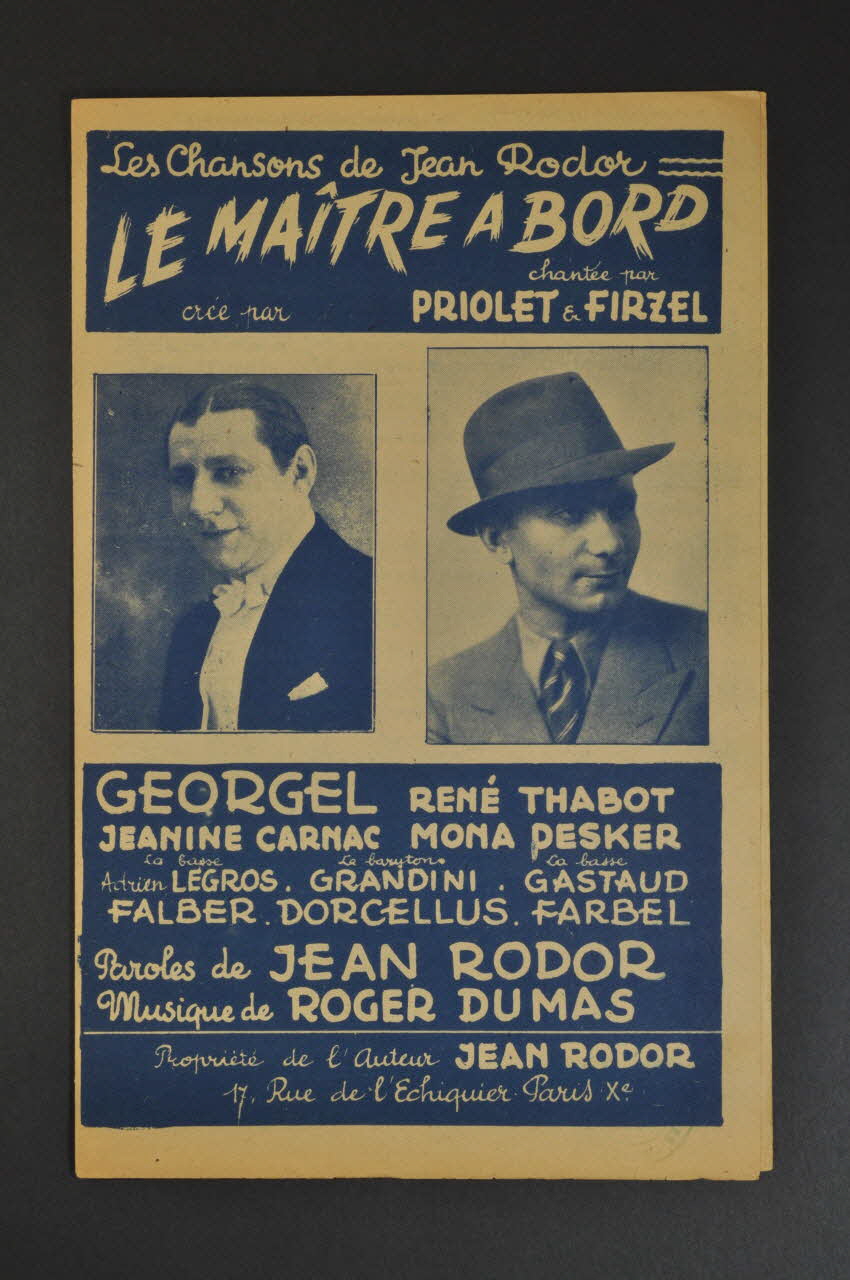 Les Chansons de Jean Rodor
LE MAÎTRE A BORD
chantée par
créé par PRIOLET & FIRZEL
GEORGEL RENÉ THABOT
JEANINE CARNAC MONA PESKER
La basse Le baryton La basse
Adrien LEGROS. GRANDINI. GASTAUD
FALBER. DORCELLUS. FARBEL
Paroles de JEAN RODOR
Musique de ROGER DUMAS
Propriété de l'Auteur JEAN RODOR
17, Rue de l'Echiquier Paris Xe